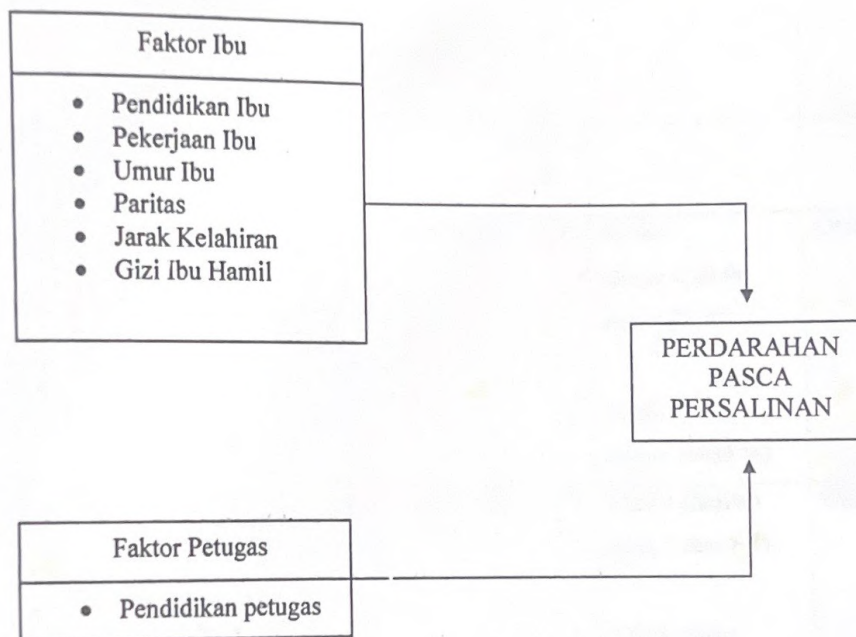 Faktor Ibu
• Pendidikan Ibu
• Pekerjaan Ibu
• Umur Ibu
• Paritas
• Jarak Kelahiran
• Gizi Ibu Hamil
PERDARAHAN
PASCA
PERSALINAN
Faktor Petugas
• Pendidikan petugas